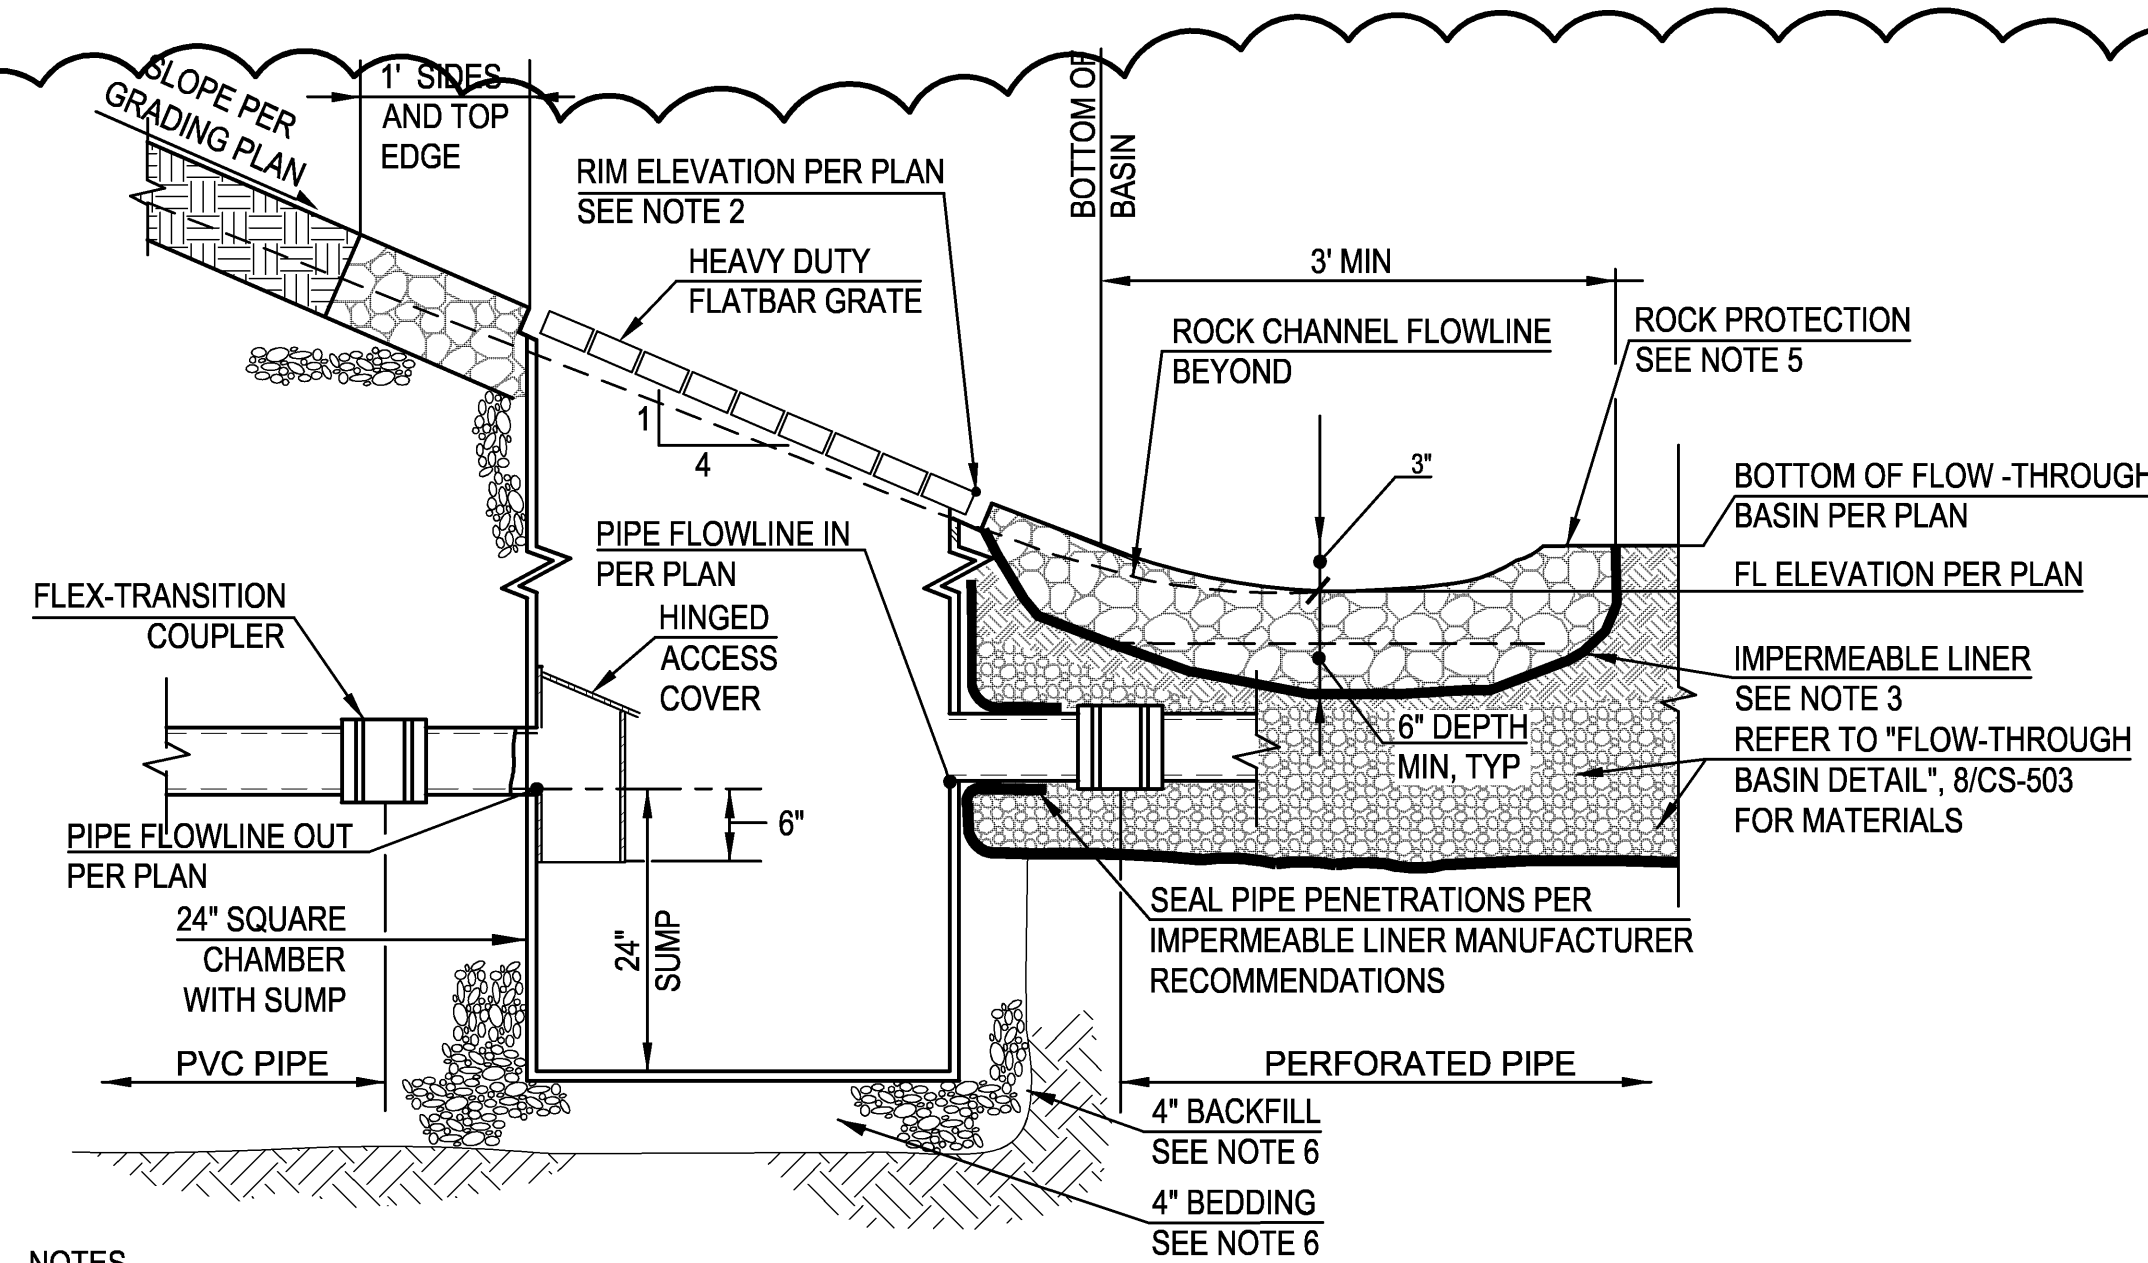 SLOPE PER
GRADING PLAN
1' SIDES
AND TOP
EDGE
RIM ELEVATION PER PLAN
SEE NOTE 2
HEAVY DUTY
FLATBAR GRATE
BOTTOM OF
BASIN
3' MIN
ROCK CHANNEL FLOWLINE
BEYOND
ROCK PROTECTION
SEE NOTE 5
1
4
3"
BOTTOM OF FLOW -THROUGH
BASIN PER PLAN
PIPE FLOWLINE IN
PER PLAN
FL ELEVATION PER PLAN
FLEX-TRANSITION
COUPLER
HINGED
ACCESS
COVER
IMPERMEABLE LINER
SEE NOTE 3
REFER TO "FLOW-THROUGH
BASIN DETAIL", 8/CS-503
FOR MATERIALS
6" DEPTH
MIN, TYP
6"
PIPE FLOWLINE OUT
PER PLAN
24" SQUARE
CHAMBER
WITH SUMP
24"
SUMP
SEAL PIPE PENETRATIONS PER
IMPERMEABLE LINER MANUFACTURER
RECOMMENDATIONS
PVC PIPE
PERFORATED PIPE
4" BACKFILL
SEE NOTE 6
4" BEDDING
SEE NOTE 6
NOTES